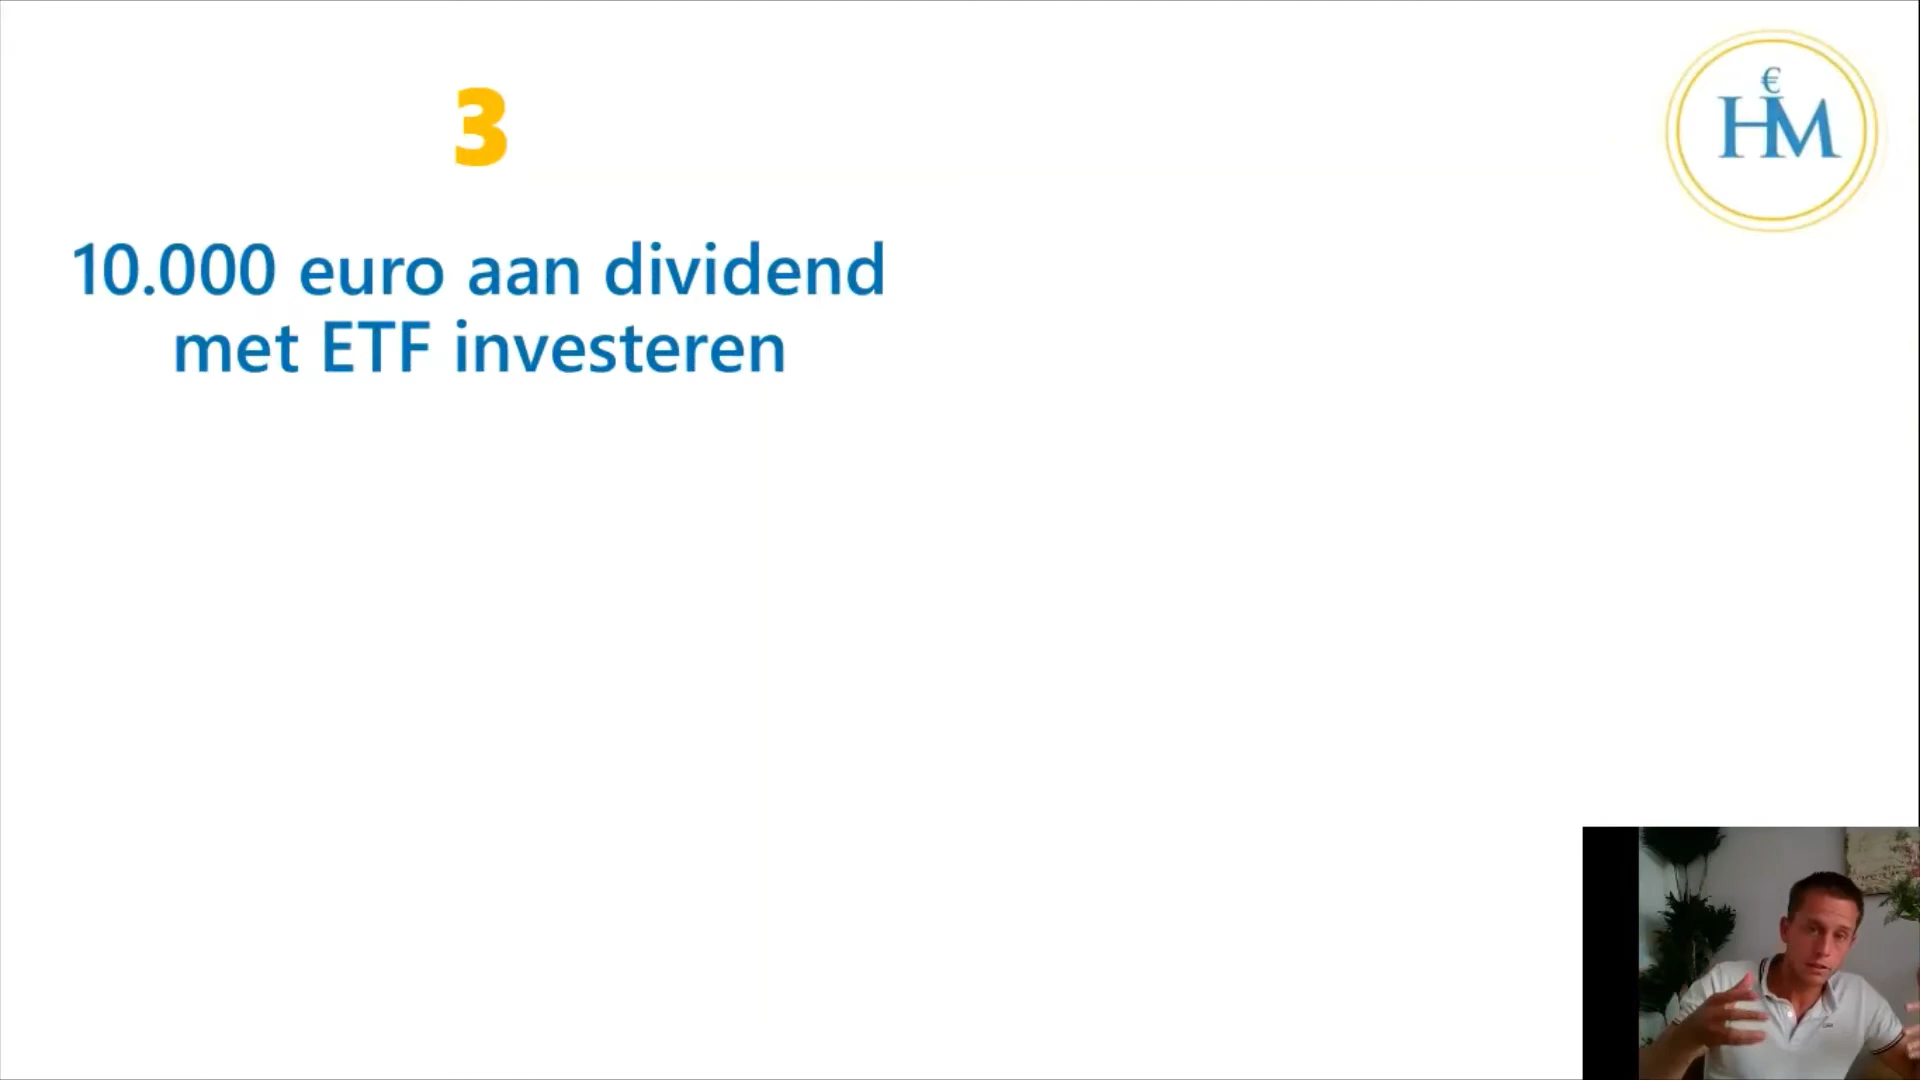 3
10.000 euro aan dividend
met ETF investeren
€
HM